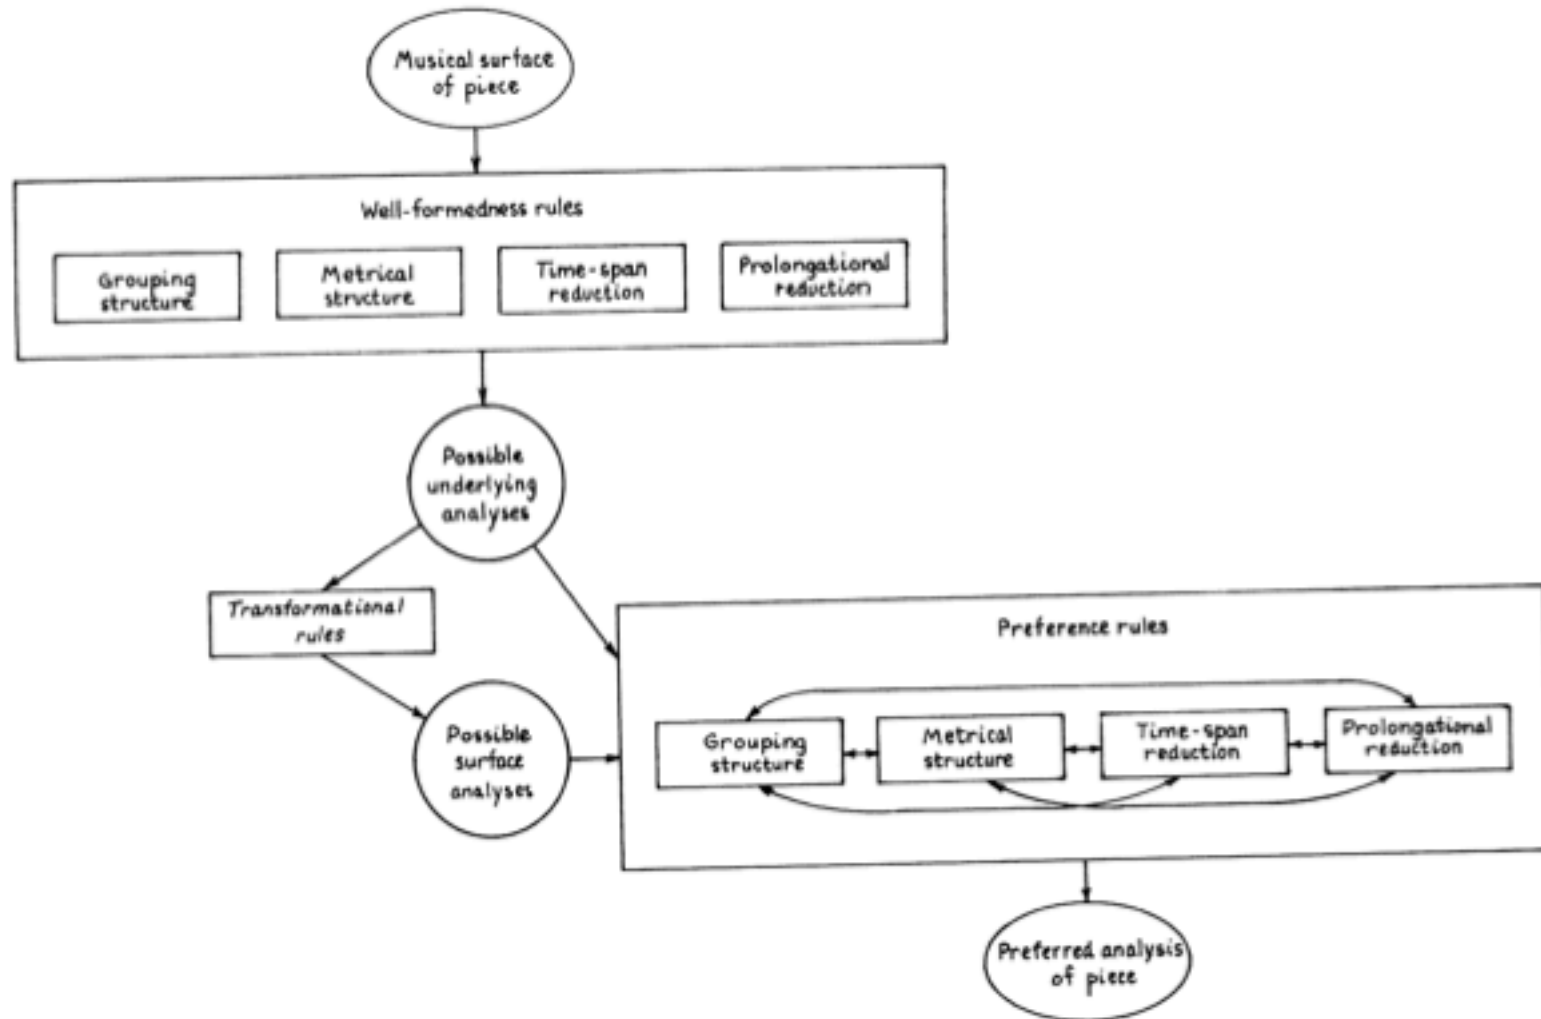 Musical surface
of piece
Well-formedness rules
Grouping
structure
Metrical
structure
Time-span
reduction
Prolongational
reduction
Possible
underlying
analyses
Transformational
rules
Preference rules
Possible
surface
analyses
Grouping
structure
Metrical
structure
Time-span
reduction
Prolongational
reduction
Preferred analysis
of piece